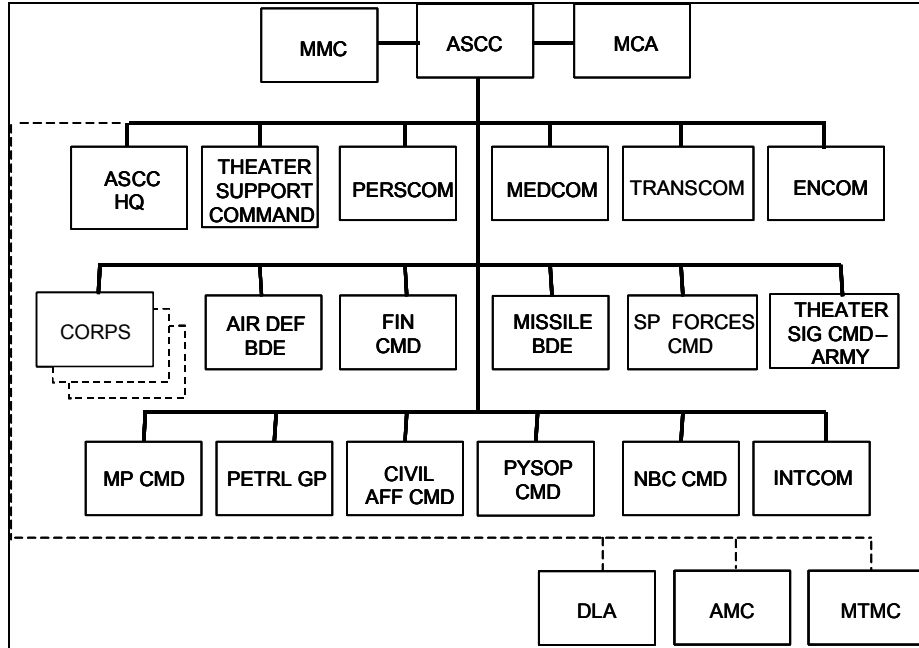 MMC
ASCC
MCA
ASCC
HQ
THEATER
SUPPORT
COMMAND
PERSCOM
MEDCOM
TRANSCOM
ENCOM
CORPS
AIR DEF
BDE
FIN
CMD
MISSILE
BDE
SP FORCES
CMD
THEATER
SIG CMD–
ARMY
MP CMD
PETRL GP
CIVIL
AFF CMD
PYSOP
CMD
NBC CMD
INTCOM
DLA
AMC
MTMC